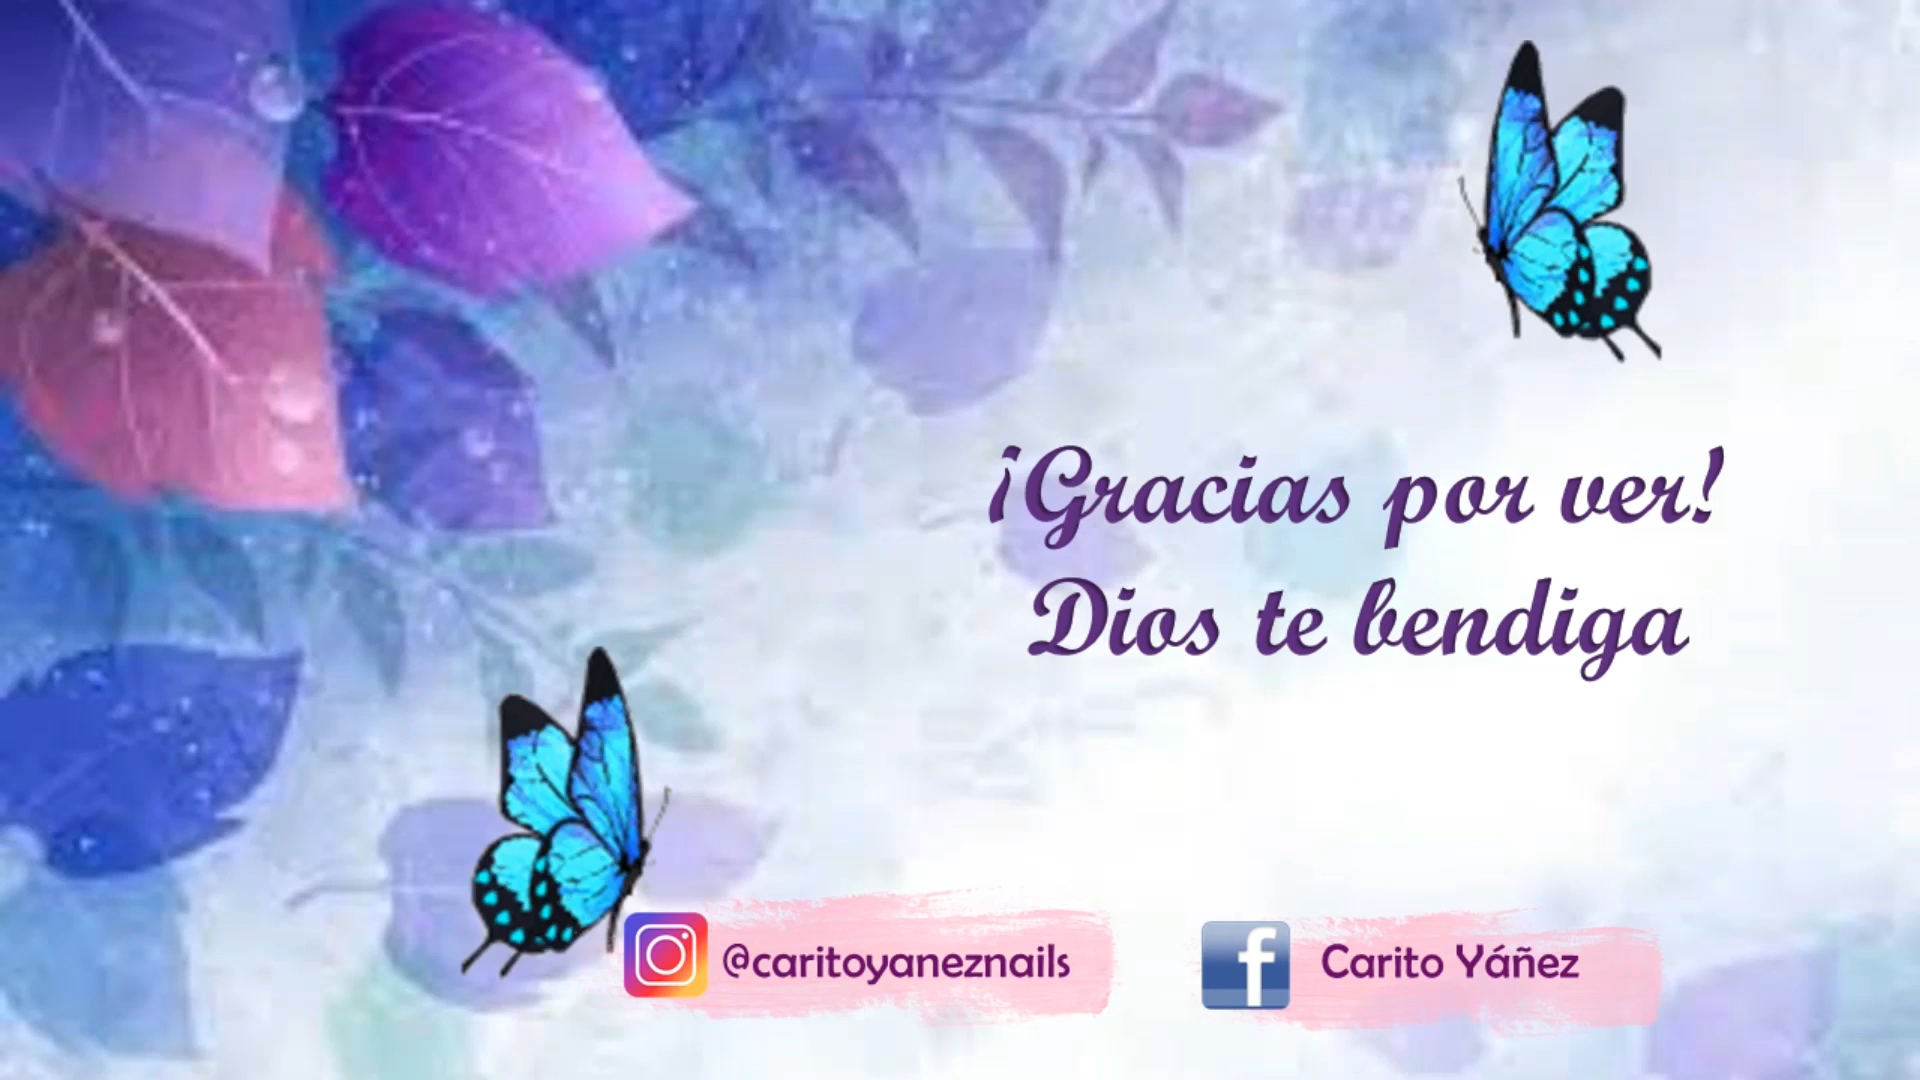 ¡Gracias por ver!
Dios te bendiga
@caritoyaneznails
Carito Yáñez